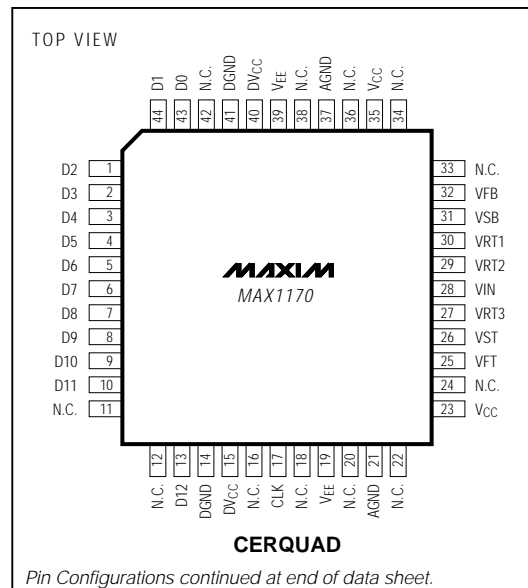 TOP VIEW
D1 D0 N.C. DGND DVCC VEE N.C. AGND N.C. VCC N.C.
44 43 42 41 40 39 38 37 36 35 34
D2 1
D3 2
D4 3
D5 4
D6 5
D7 6
D8 7
D9 8
D10 9
D11 10
N.C. 11
MAXIM
MAX1170
33 N.C.
32 VFB
31 VSB
30 VRT1
29 VRT2
28 VIN
27 VRT3
26 VST
25 VFT
24 N.C.
23 VCC
12 13 14 15 16 17 18 19 20 21 22
N.C. D12 DGND DVCC N.C. CLK N.C. VEE N.C. AGND N.C.
CERQUAD
Pin Configurations continued at end of data sheet.